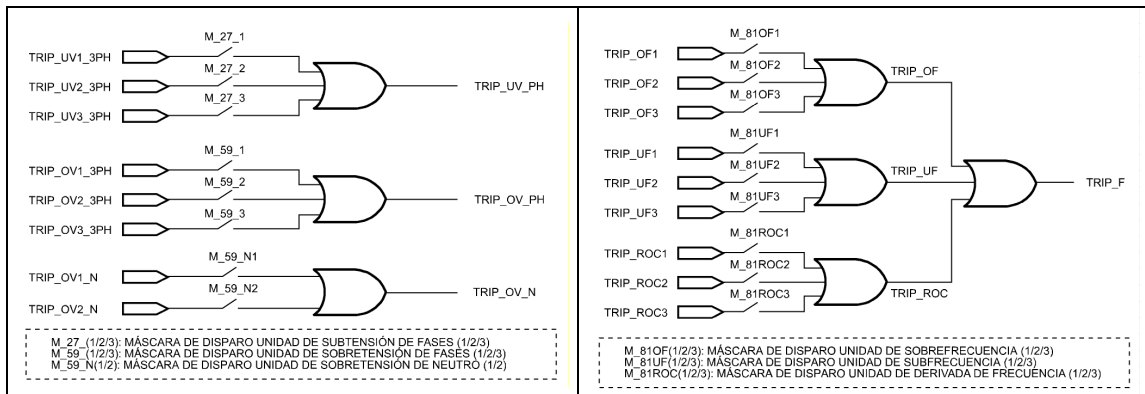 M_27_1
TRIP_UV1_3PH
M_27_2
TRIP_UV2_3PH
TRIP_UV_PH
M_27_3
TRIP_UV3_3PH
M_59_1
TRIP_OV1_3PH
M_59_2
TRIP_OV2_3PH
TRIP_OV_PH
M_59_3
TRIP_OV3_3PH
M_59_N1
TRIP_OV1_N
M_59_N2
TRIP_OV_N
TRIP_OV2_N
M_27_(1/2/3): MÁSCARA DE DISPARO UNIDAD DE SUBTENSIÓN DE FASES (1/2/3)
M_59_(1/2/3): MÁSCARA DE DISPARO UNIDAD DE SOBRETENSIÓN DE FASES (1/2/3)
M_59_N(1/2): MÁSCARA DE DISPARO UNIDAD DE SOBRETENSIÓN DE NEUTRO (1/2)
M_81OF1
TRIP_OF1
M_81OF2
TRIP_OF
TRIP_OF2
M_81OF3
TRIP_OF3
M_81UF1
TRIP_UF1
M_81UF2
TRIP_UF
TRIP_UF2
TRIP_F
M_81UF3
TRIP_UF3
M_81ROC1
TRIP_ROC1
M_81ROC2
TRIP_ROC2
TRIP_ROC
M_81ROC3
TRIP_ROC3
M_81OF(1/2/3): MÁSCARA DE DISPARO UNIDAD DE SOBREFRECUENCIA (1/2/3)
M_81UF(1/2/3): MÁSCARA DE DISPARO UNIDAD DE SUBFRECUENCIA (1/2/3)
M_81ROC(1/2/3): MÁSCARA DE DISPARO UNIDAD DE DERIVADA DE FRECUENCIA (1/2/3)